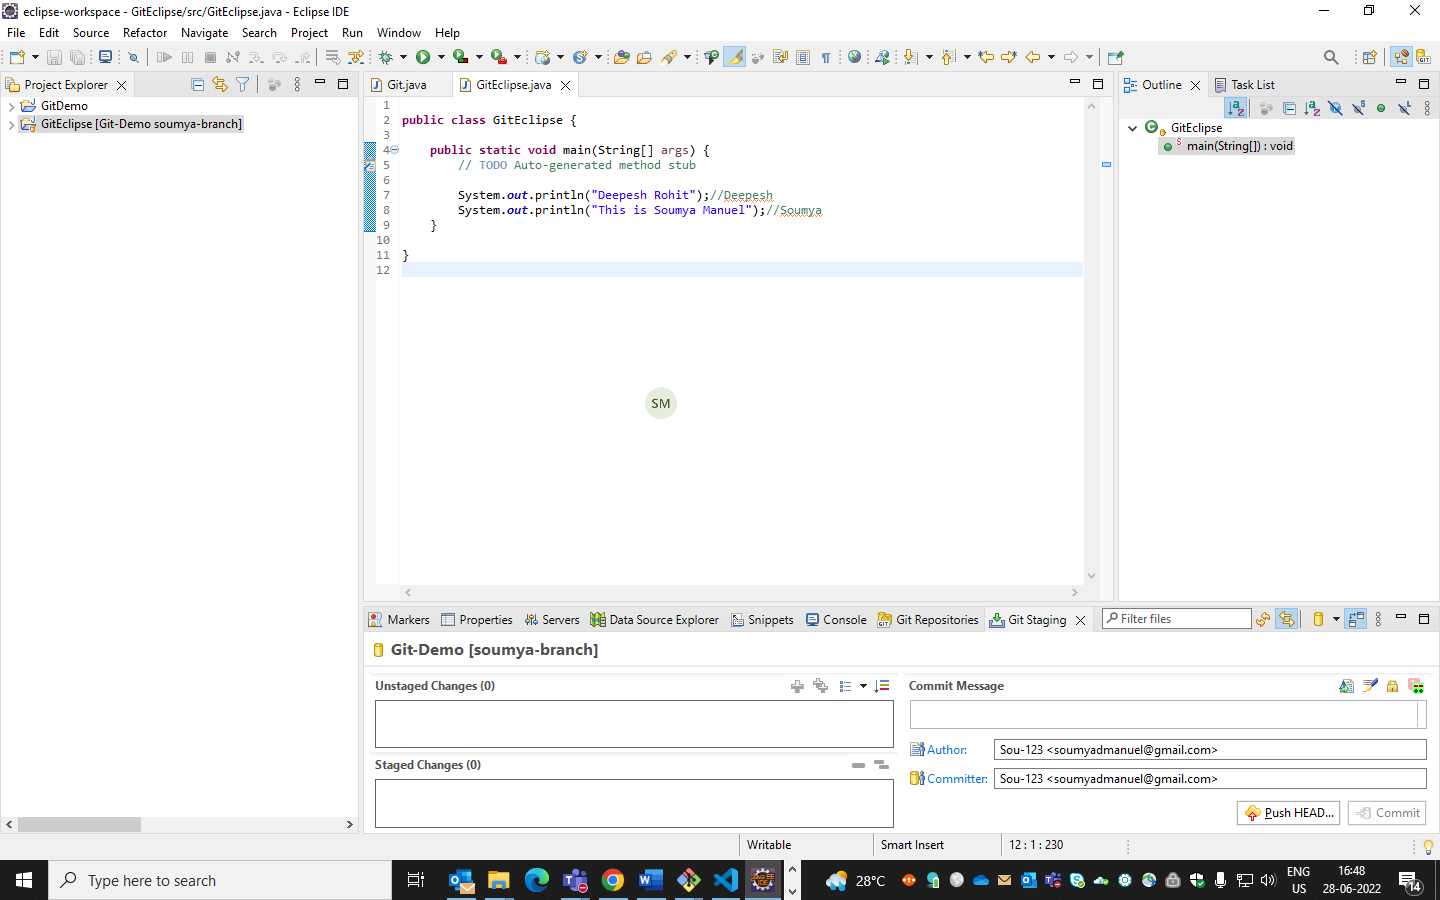 eclipse-workspace - GitEclipse/src/GitEclipse.java - Eclipse IDE
File Edit Source Refactor Navigate Search Project Run Window Help
Project Explorer
GitDemo
GitEclipse [Git-Demo soumya-branch]
Git.java GitEclipse.java
1
2 public class GitEclipse {
3
4 public static void main(String[] args) {
5 // TODO Auto-generated method stub
6
7 System.out.println("Deepesh Rohit");//Deepesh
8 System.out.println("This is Soumya Manuel");//Soumya
9 }
10
11 }
12
SM
Outline Task List
GitEclipse
main(String[]) : void
Markers Properties Servers Data Source Explorer Snippets Console Git Repositories Git Staging Filter files
Git-Demo [soumya-branch]
Unstaged Changes (0)
Staged Changes (0)
Commit Message
Author: Sou-123 <soumyadmanuel@gmail.com>
Committer: Sou-123 <soumyadmanuel@gmail.com>
Push HEAD... Commit
Writable Smart Insert 12 : 1 : 230
Type here to search
28°C
ENG
US
16:48
28-06-2022
14